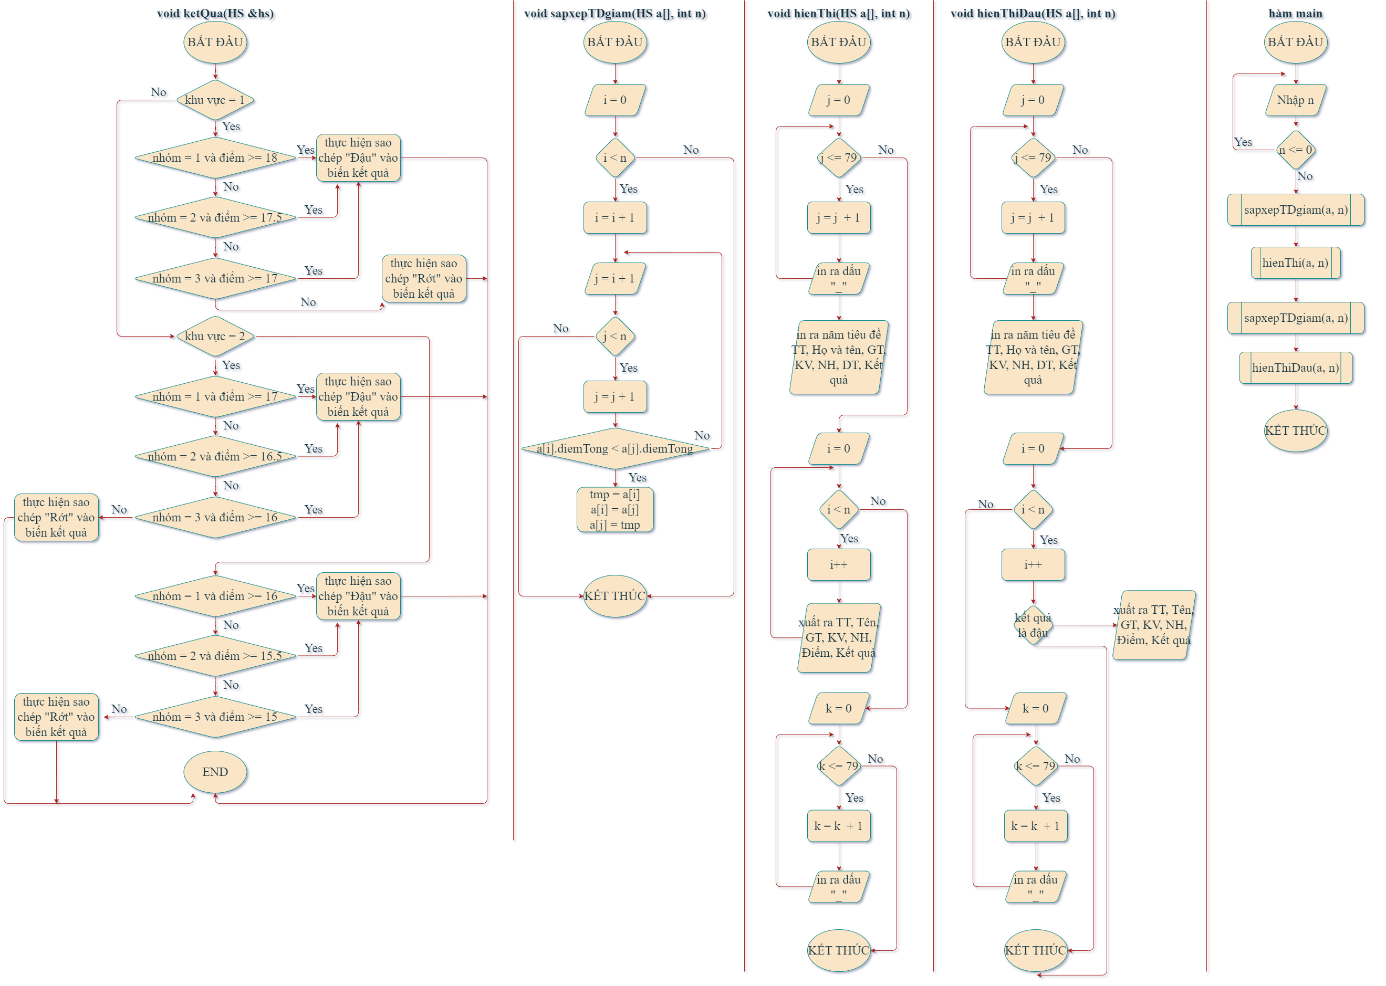 void ketQua(HS &hs)
BẮT ĐẦU
khu vực = 1
No
Yes
nhóm = 1 và điểm >= 18
Yes
thực hiện sao
chép "Đậu" vào
biến kết quả
No
nhóm = 2 và điểm >= 17.5
Yes
No
nhóm = 3 và điểm >= 17
Yes
No
thực hiện sao
chép "Rớt" vào
biến kết quả
khu vực = 2
Yes
nhóm = 1 và điểm >= 17
Yes
thực hiện sao
chép "Đậu" vào
biến kết quả
No
nhóm = 2 và điểm >= 16.5
Yes
No
nhóm = 3 và điểm >= 16
Yes
No
thực hiện sao
chép "Rớt" vào
biến kết quả
nhóm = 1 và điểm >= 16
Yes
thực hiện sao
chép "Đậu" vào
biến kết quả
No
nhóm = 2 và điểm >= 15.5
Yes
No
nhóm = 3 và điểm >= 15
Yes
No
thực hiện sao
chép "Rớt" vào
biến kết quả
END
void sapxepTDgiam(HS a[], int n)
BẮT ĐẦU
i = 0
i < n
No
Yes
i = i + 1
j = i + 1
j < n
No
Yes
j = j + 1
a[i].diemTong < a[j].diemTong
No
Yes
tmp = a[i]
a[i] = a[j]
a[j] = tmp
KẾT THÚC
void hienThi(HS a[], int n)
BẮT ĐẦU
j = 0
j <= 79
No
Yes
j = j + 1
in ra dấu
"_"
in ra năm tiêu đề
TT, Họ và tên, GT,
KV, NH, DT, Kết
quả
i = 0
i < n
No
Yes
i++
xuất ra TT, Tên,
GT, KV, NH,
Điểm, Kết quả
k = 0
k <= 79
No
Yes
k = k + 1
in ra dấu
"_"
KẾT THÚC
void hienThiDau(HS a[], int n)
BẮT ĐẦU
j = 0
j <= 79
No
Yes
j = j + 1
in ra dấu
"_"
in ra năm tiêu đề
TT, Họ và tên, GT,
KV, NH, DT, Kết
quả
i = 0
i < n
No
Yes
i++
kết quả
là đậu
xuất ra TT, Tên,
GT, KV, NH,
Điểm, Kết quả
k = 0
k <= 79
No
Yes
k = k + 1
in ra dấu
"_"
KẾT THÚC
hàm main
BẮT ĐẦU
Nhập n
n <= 0
Yes
No
sapxepTDgiam(a, n)
hienThi(a, n)
sapxepTDgiam(a, n)
hienThiDau(a, n)
KẾT THÚC